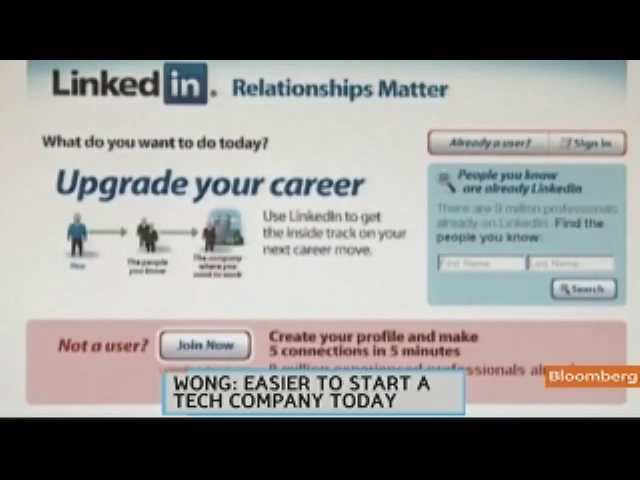 Linked in. Relationships Matter
What do you want to do today?
Already a user? Sign In
Upgrade your career
People you know
are already LinkedIn
Use LinkedIn to get
the inside track on your
next career move.
There are 9 million professionals
already on LinkedIn. Find the
people you know:
You
The people
you know
The company
where you
want to work
First Name Last Name
Search
Not a user? Join Now
Create your profile and make
5 connections in 5 minutes
professionals
Bloomberg
WONG: EASIER TO START A
TECH COMPANY TODAY